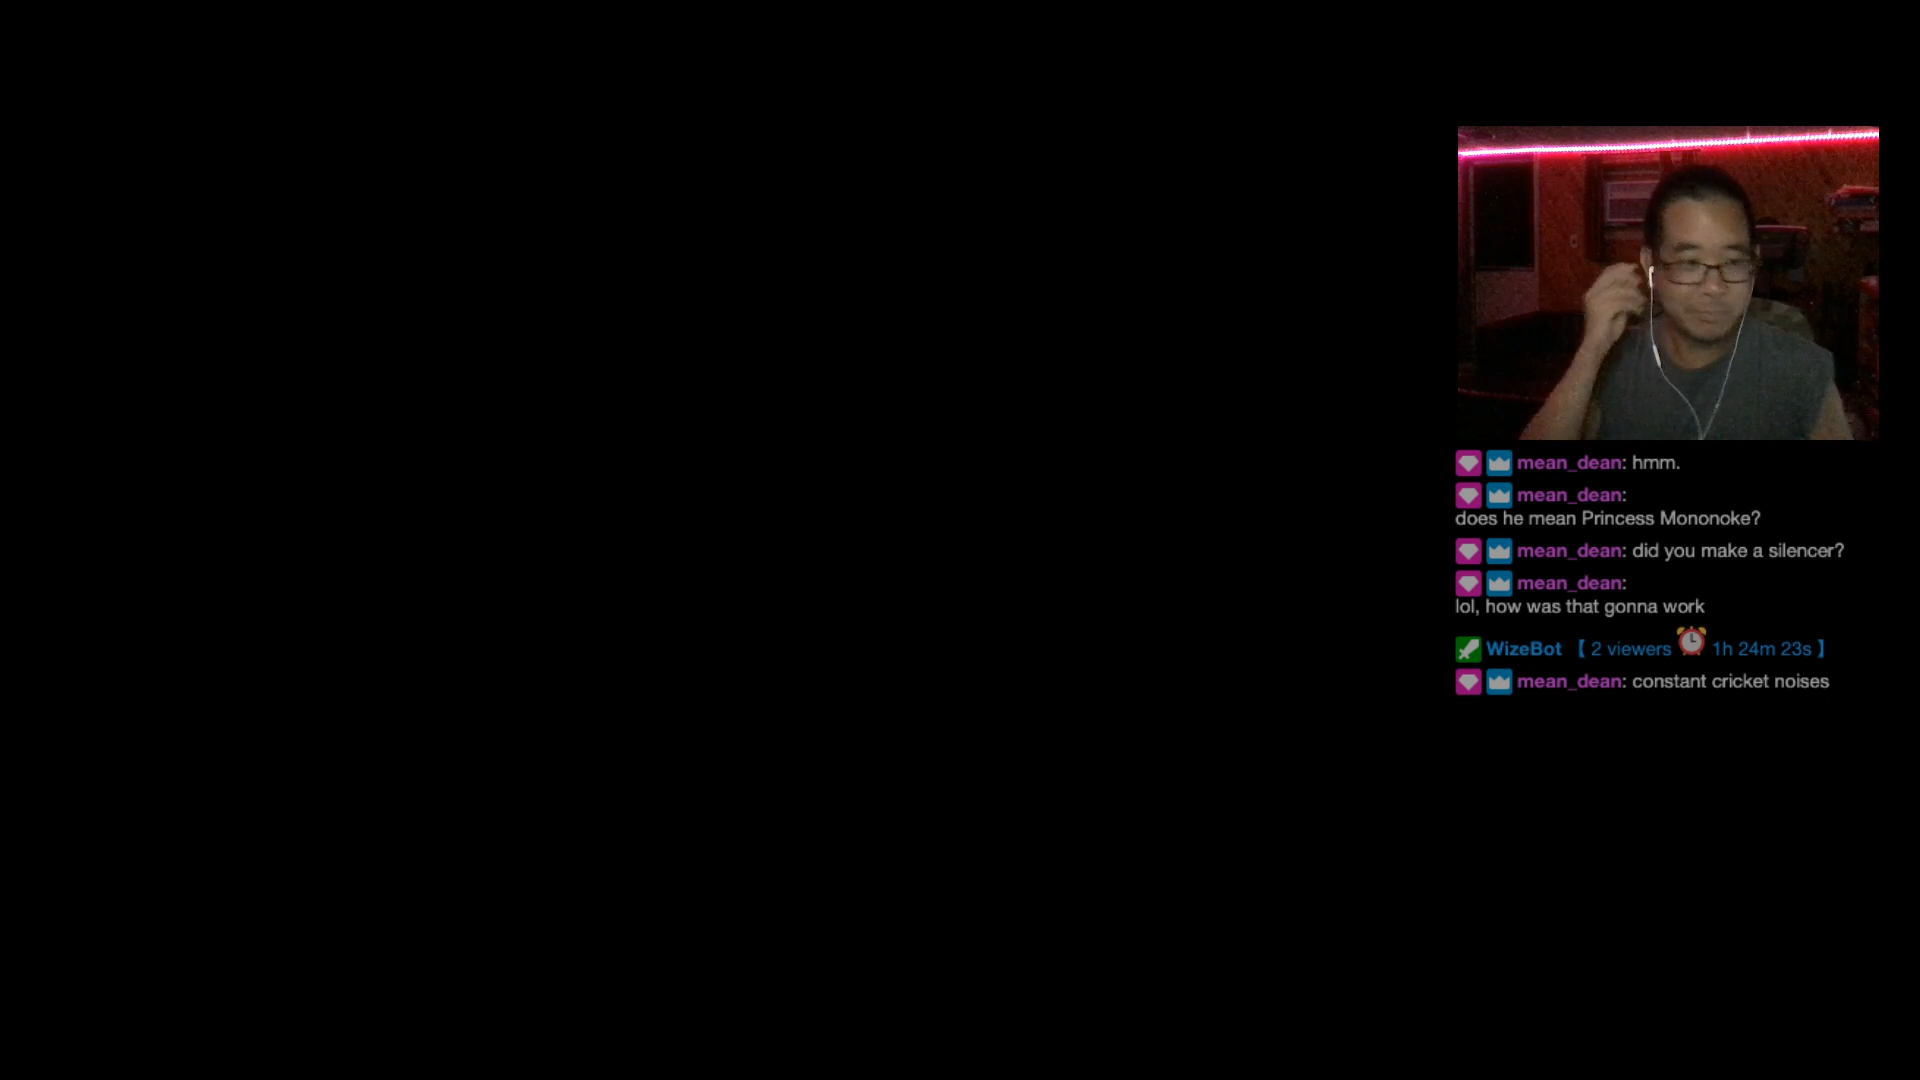 mean_dean: hmm.
mean_dean:
does he mean Princess Mononoke?
mean_dean: did you make a silencer?
mean_dean:
lol, how was that gonna work
WizeBot 【 2 viewers ⏰ 1h 24m 23s 】
mean_dean: constant cricket noises